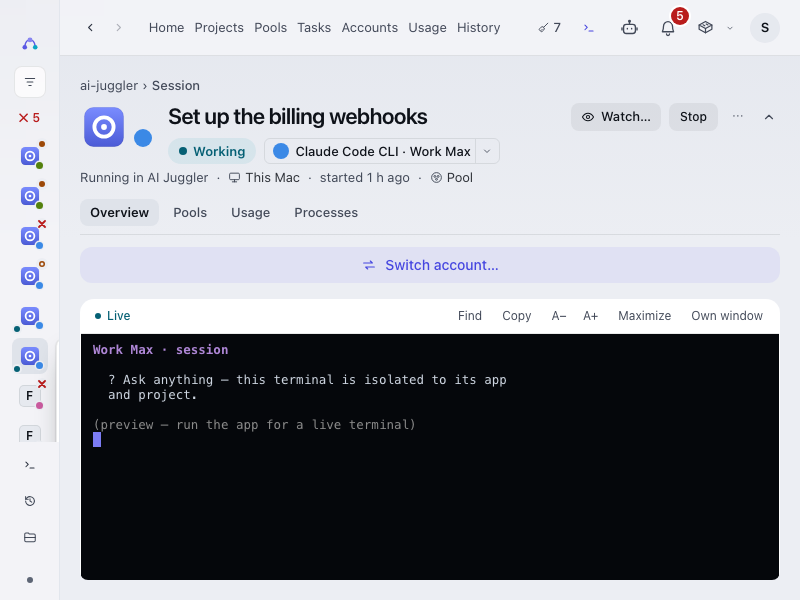 Home Projects Pools Tasks Accounts Usage History 7 5 S
ai-juggler › Session
5
Set up the billing webhooks
Watch... Stop ...
Working Claude Code CLI · Work Max
Running in AI Juggler · This Mac · started 1 h ago · Pool
Overview Pools Usage Processes
Switch account...
Live Find Copy A– A+ Maximize Own window
Work Max · session
? Ask anything — this terminal is isolated to its app
and project.
(preview — run the app for a live terminal)
F
F